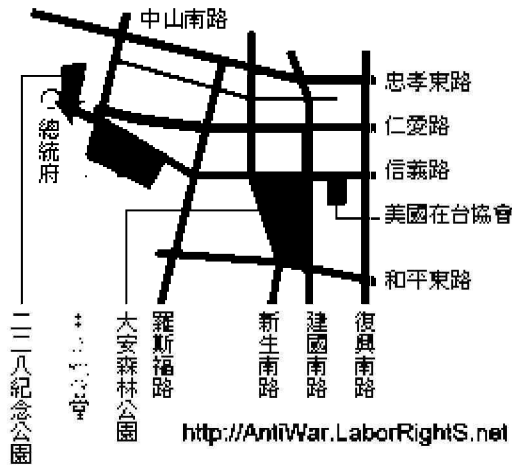 中山南路
忠孝東路
仁愛路
信義路
美國在台協會
和平東路
總統府
二二八紀念公園
堂
大安森林公園
羅斯福路
新生南路
建國南路
復興南路
http://AntiWar.LaborRightS.net